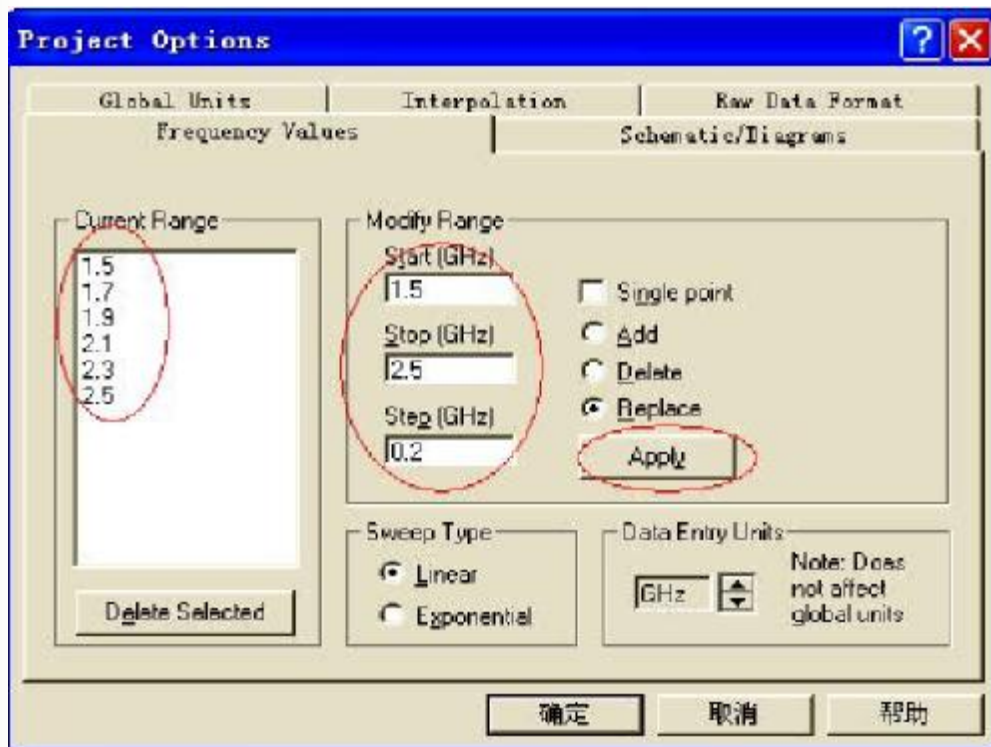 Project Options
Global Units
Interpolation
Raw Data Format
Frequency Values
Schematic/Diagrams
Current Range
1.5
1.7
1.9
2.1
2.3
2.5
Delete Selected
Modify Range
Start (GHz)
1.5
Stop (GHz)
2.5
Step (GHz)
0.2
Single point
Add
Delete
Replace
Apply
Sweep Type
Linear
Exponential
Data Entry Units
GHz
Note: Does
not affect
global units
确定
取消
帮助